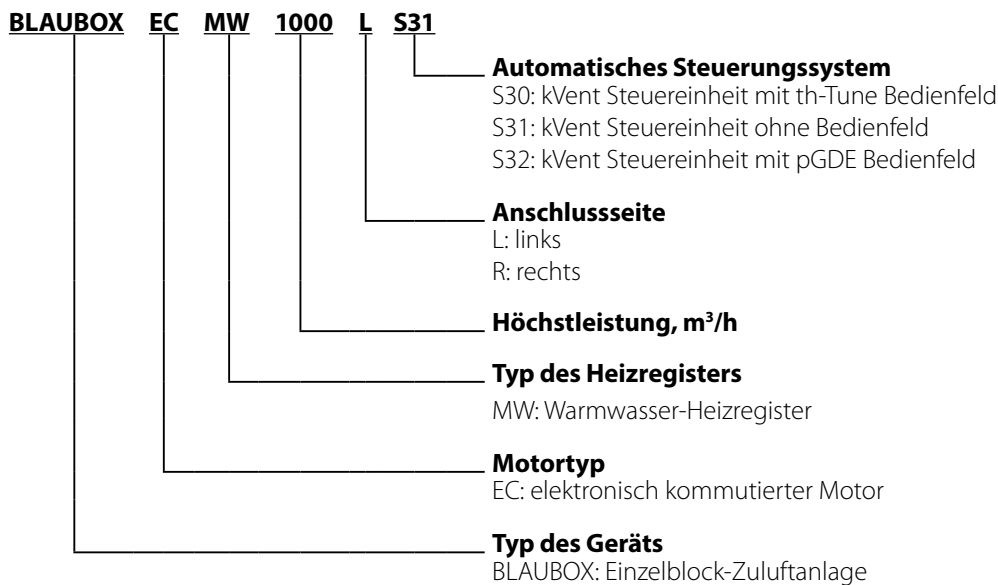 BLAUBOX EC MW 1000 L S31
Automatisches Steuerungssystem
S30: kVent Steuereinheit mit th-Tune Bedienfeld
S31: kVent Steuereinheit ohne Bedienfeld
S32: kVent Steuereinheit mit pGDE Bedienfeld
Anschlussseite
L: links
R: rechts
Höchstleistung, m³/h
Typ des Heizregisters
MW: Warmwasser-Heizregister
Motortyp
EC: elektronisch kommutierter Motor
Typ des Geräts
BLAUBOX: Einzelblock-Zuluftanlage